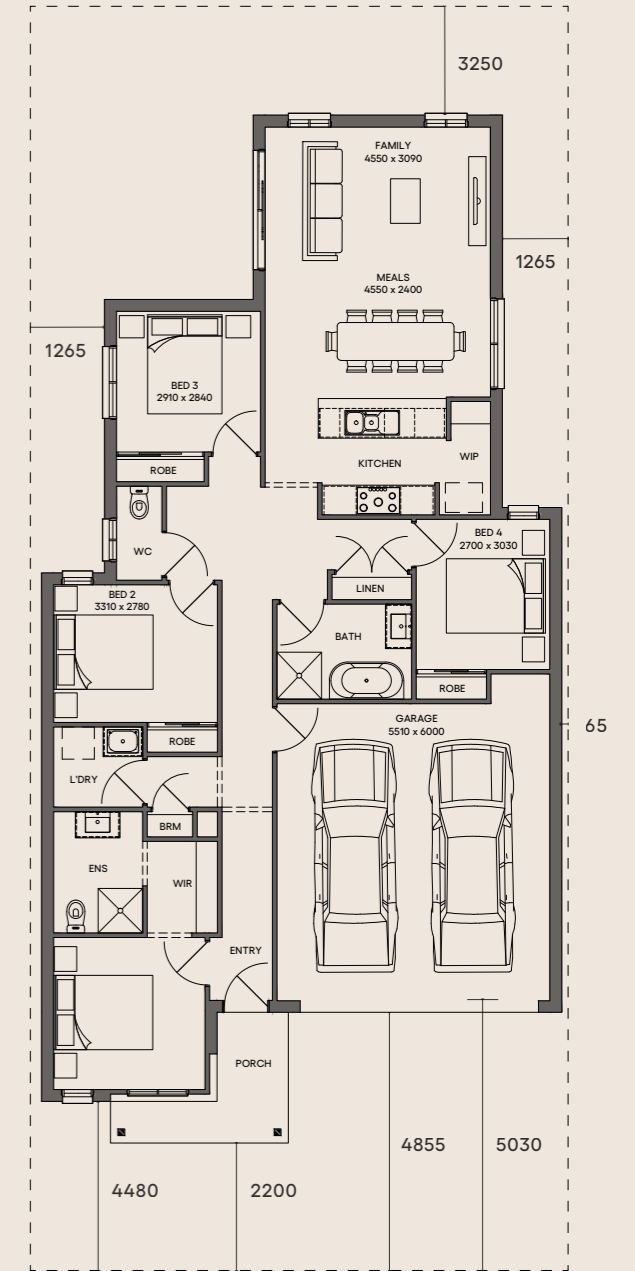 3250
FAMILY
4550 x 3090
1265
MEALS
4550 x 2400
1265
BED 3
2910 x 2840
KITCHEN
WIP
ROBE
BED 4
2700 x 3030
WC
LINEN
BED 2
3310 x 2780
BATH
ROBE
GARAGE
5510 x 6000
65
ROBE
L'DRY
BRM
ENS
WIR
ENTRY
PORCH
4855
5030
4480
2200